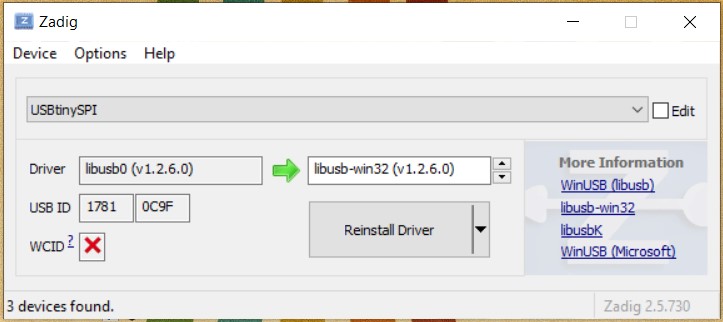 Zadig
Device Options Help
USBtinySPI
Edit
Driver libusb0 (v1.2.6.0) libusb-win32 (v1.2.6.0)
USB ID 1781 0C9F
WCID ?
Reinstall Driver
More Information
WinUSB (libusb)
libusb-win32
libusbK
WinUSB (Microsoft)
3 devices found.
Zadig 2.5.730